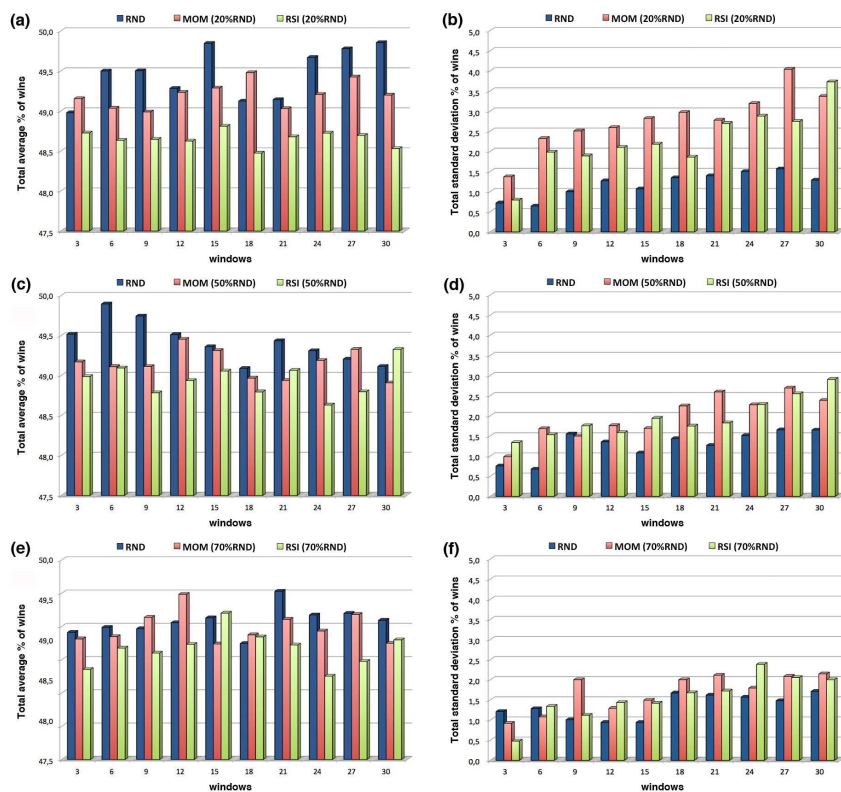 (a)
RND MOM (20%RND) RSI (20%RND)
Total average % of wins
50,0
49,5
49,0
48,5
48,0
47,5
3 6 9 12 15 18 21 24 27 30
windows
(b)
RND MOM (20%RND) RSI (20%RND)
Total standard deviation % of wins
5,0
4,5
4,0
3,5
3,0
2,5
2,0
1,5
1,0
0,5
0,0
3 6 9 12 15 18 21 24 27 30
windows
(c)
RND MOM (50%RND) RSI (50%RND)
Total average % of wins
50,0
49,5
49,0
48,5
48,0
47,5
3 6 9 12 15 18 21 24 27 30
windows
(d)
RND MOM (50%RND) RSI (50%RND)
Total standard deviation % of wins
5,0
4,5
4,0
3,5
3,0
2,5
2,0
1,5
1,0
0,5
0,0
3 6 9 12 15 18 21 24 27 30
windows
(e)
RND MOM (70%RND) RSI (70%RND)
Total average % of wins
50,0
49,5
49,0
48,5
48,0
47,5
3 6 9 12 15 18 21 24 27 30
windows
(f)
RND MOM (70%RND) RSI (70%RND)
Total standard deviation % of wins
5,0
4,5
4,0
3,5
3,0
2,5
2,0
1,5
1,0
0,5
0,0
3 6 9 12 15 18 21 24 27 30
windows